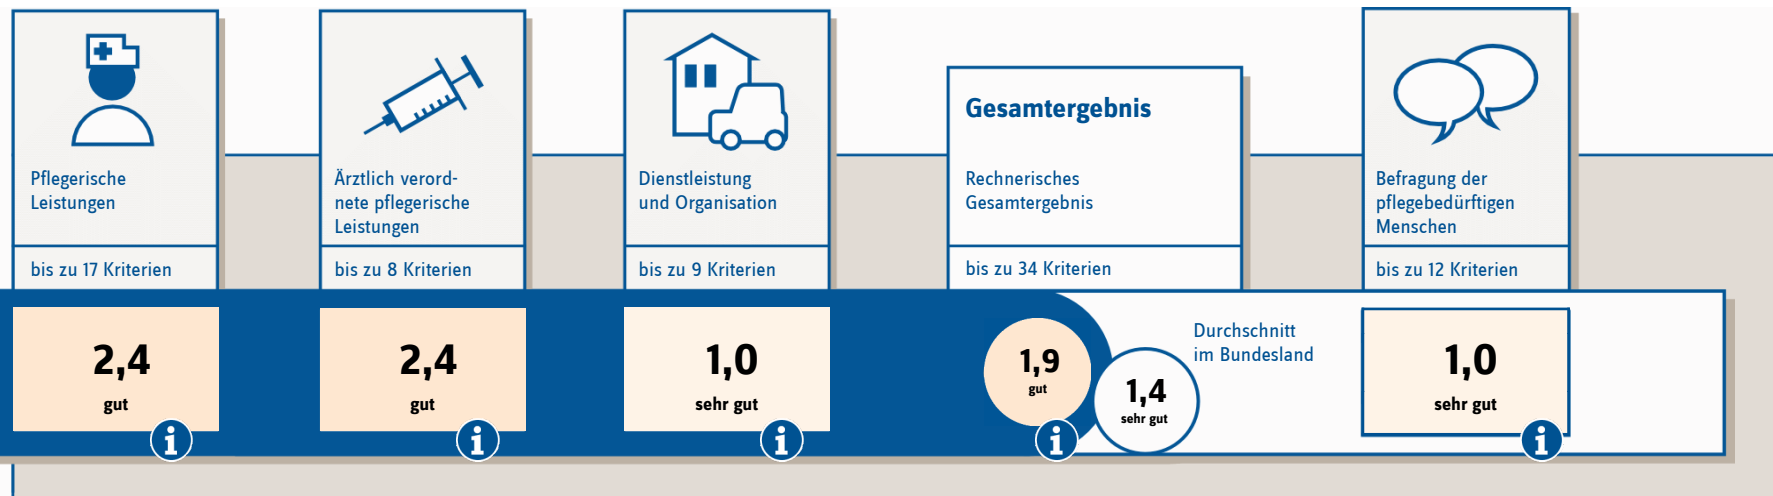 Pflegerische
Leistungen
bis zu 17 Kriterien
2,4
gut
Ärztlich verord-
nete pflegerische
Leistungen
bis zu 8 Kriterien
2,4
gut
Dienstleistung
und Organisation
bis zu 9 Kriterien
1,0
sehr gut
Gesamtergebnis
Rechnerisches
Gesamtergebnis
bis zu 34 Kriterien
1,9
gut
1,4
sehr gut
Durchschnitt
im Bundesland
Befragung der
pflegebedürftigen
Menschen
bis zu 12 Kriterien
1,0
sehr gut